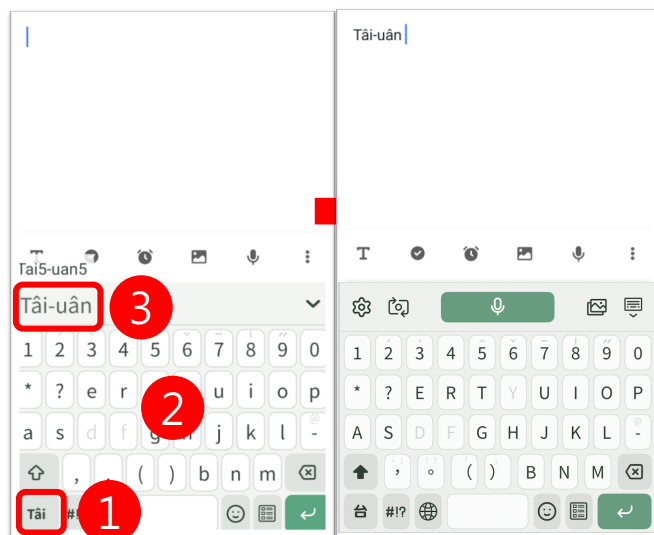 Tai5-uan5
Tâi-uân
3
1 2 3 4 5 6 7 8 9 0
* ? e r u i o p
2
a s d f g h j k l -
@
, . ( ) b n m
Tâi #!
1
Tâi-uân
T
1 2 3 4 5 6 7 8 9 0
* ? E R T Y U I O P
A S D F G H J K L -
, 。 ( ) B N M
台 #!?